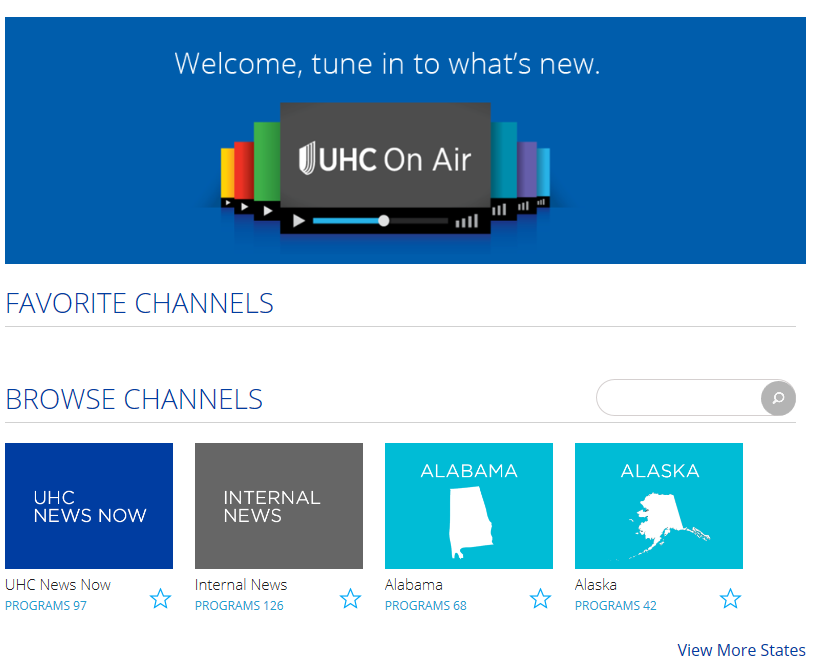 Welcome, tune in to what's new.
UHC On Air
FAVORITE CHANNELS
BROWSE CHANNELS
UHC
NEWS NOW
INTERNAL
NEWS
ALABAMA
ALASKA
UHC News Now
PROGRAMS 97
Internal News
PROGRAMS 126
Alabama
PROGRAMS 68
Alaska
PROGRAMS 42
View More States